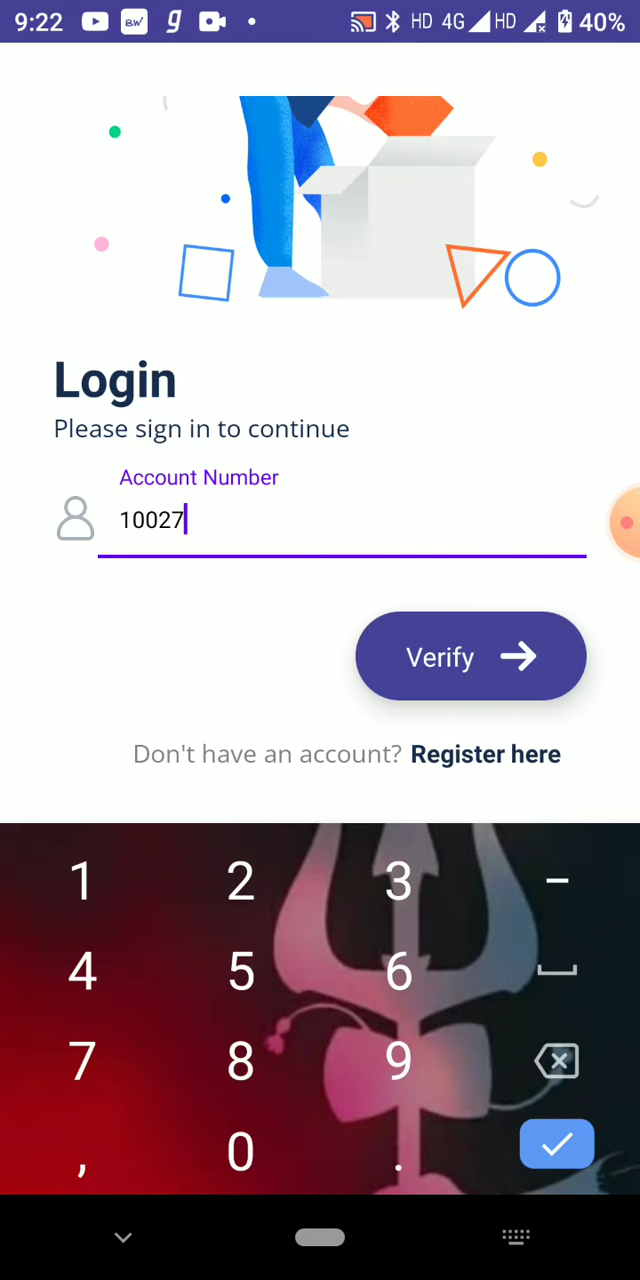 9:22 BW g HD 4G HD 40%
Login
Please sign in to continue
Account Number
10027
Verify
Don't have an account? Register here
1 2 3 –
4 5 6
7 8 9
, 0 .